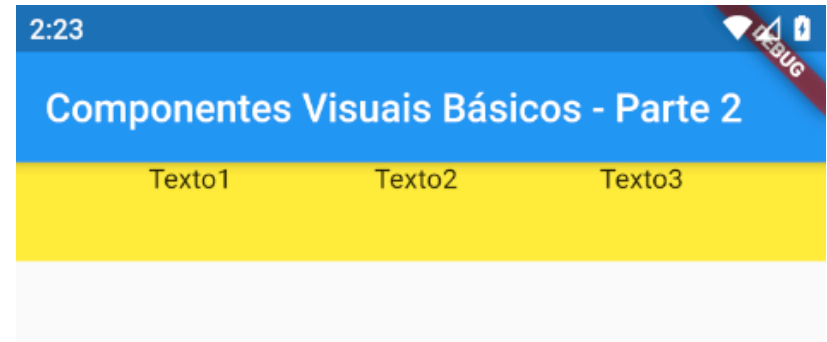 2:23
DEBUG
Componentes Visuais Básicos - Parte 2
Texto1 Texto2 Texto3